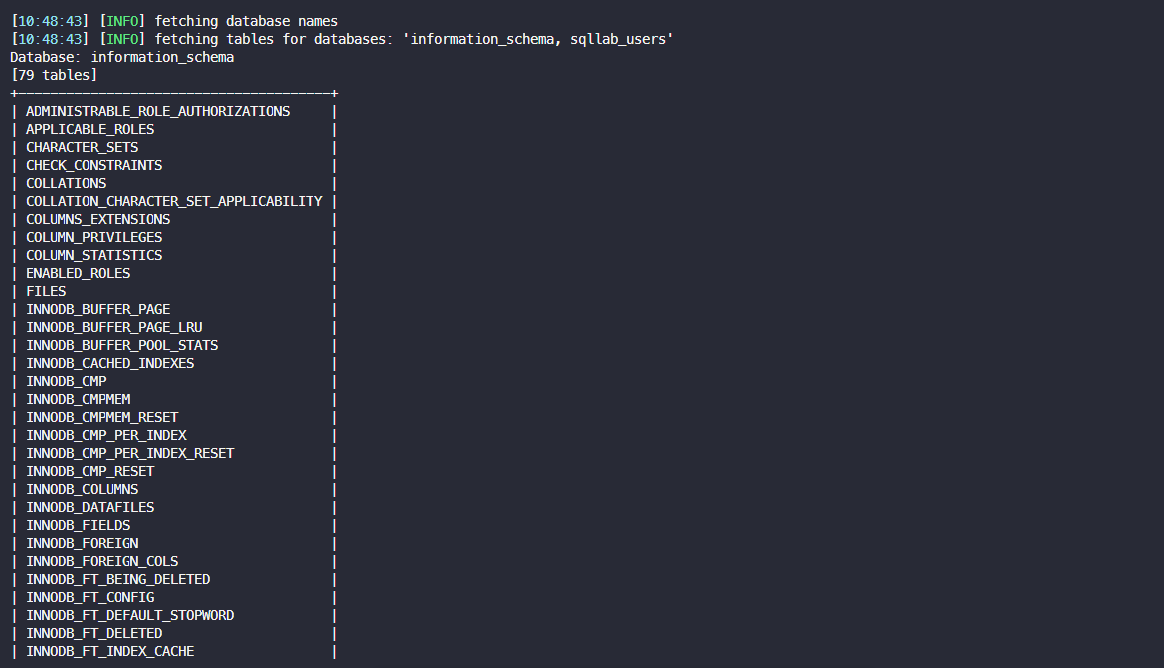 [10:48:43] [INFO] fetching database names
[10:48:43] [INFO] fetching tables for databases: 'information_schema, sqllab_users'
Database: information_schema
[79 tables]
+---------------------------------------+
| ADMINISTRABLE_ROLE_AUTHORIZATIONS     |
| APPLICABLE_ROLES                      |
| CHARACTER_SETS                        |
| CHECK_CONSTRAINTS                     |
| COLLATIONS                            |
| COLLATION_CHARACTER_SET_APPLICABILITY |
| COLUMNS_EXTENSIONS                    |
| COLUMN_PRIVILEGES                     |
| COLUMN_STATISTICS                     |
| ENABLED_ROLES                         |
| FILES                                 |
| INNODB_BUFFER_PAGE                    |
| INNODB_BUFFER_PAGE_LRU                |
| INNODB_BUFFER_POOL_STATS              |
| INNODB_CACHED_INDEXES                 |
| INNODB_CMP                            |
| INNODB_CMPMEM                         |
| INNODB_CMPMEM_RESET                   |
| INNODB_CMP_PER_INDEX                  |
| INNODB_CMP_PER_INDEX_RESET            |
| INNODB_CMP_RESET                      |
| INNODB_COLUMNS                        |
| INNODB_DATAFILES                      |
| INNODB_FIELDS                         |
| INNODB_FOREIGN                        |
| INNODB_FOREIGN_COLS                   |
| INNODB_FT_BEING_DELETED               |
| INNODB_FT_CONFIG                      |
| INNODB_FT_DEFAULT_STOPWORD            |
| INNODB_FT_DELETED                     |
| INNODB_FT_INDEX_CACHE                 |